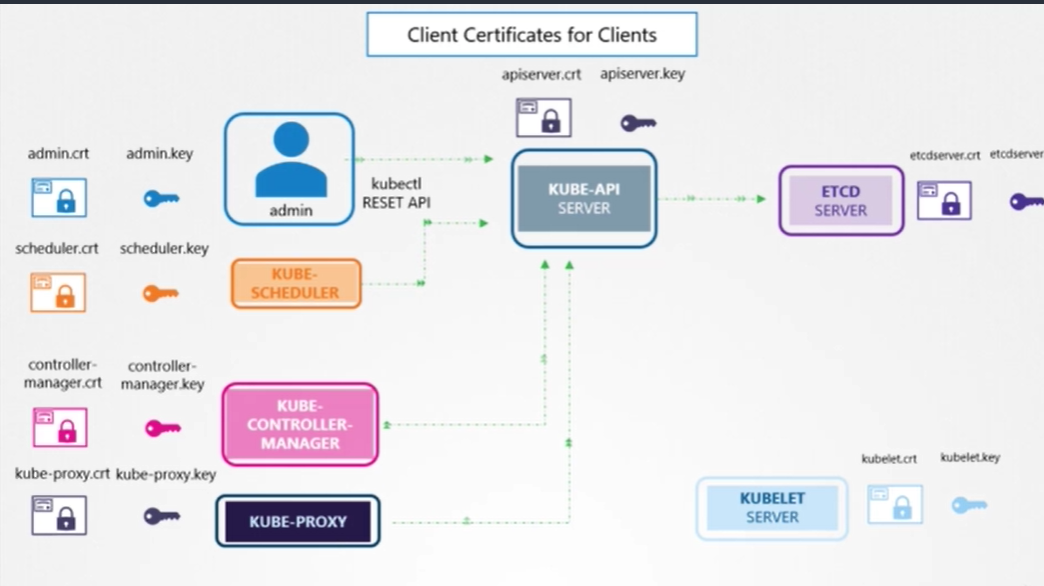 Client Certificates for Clients
apiserver.crt apiserver.key
admin.crt admin.key
admin
kubectl
RESET API
KUBE-API
SERVER
ETCD
SERVER
etcdserver.crt etcdserver
scheduler.crt scheduler.key
KUBE-
SCHEDULER
controller-
manager.crt
controller-
manager.key
KUBE-
CONTROLLER-
MANAGER
kube-proxy.crt kube-proxy.key
KUBE-PROXY
kubelet.crt kubelet.key
KUBELET
SERVER